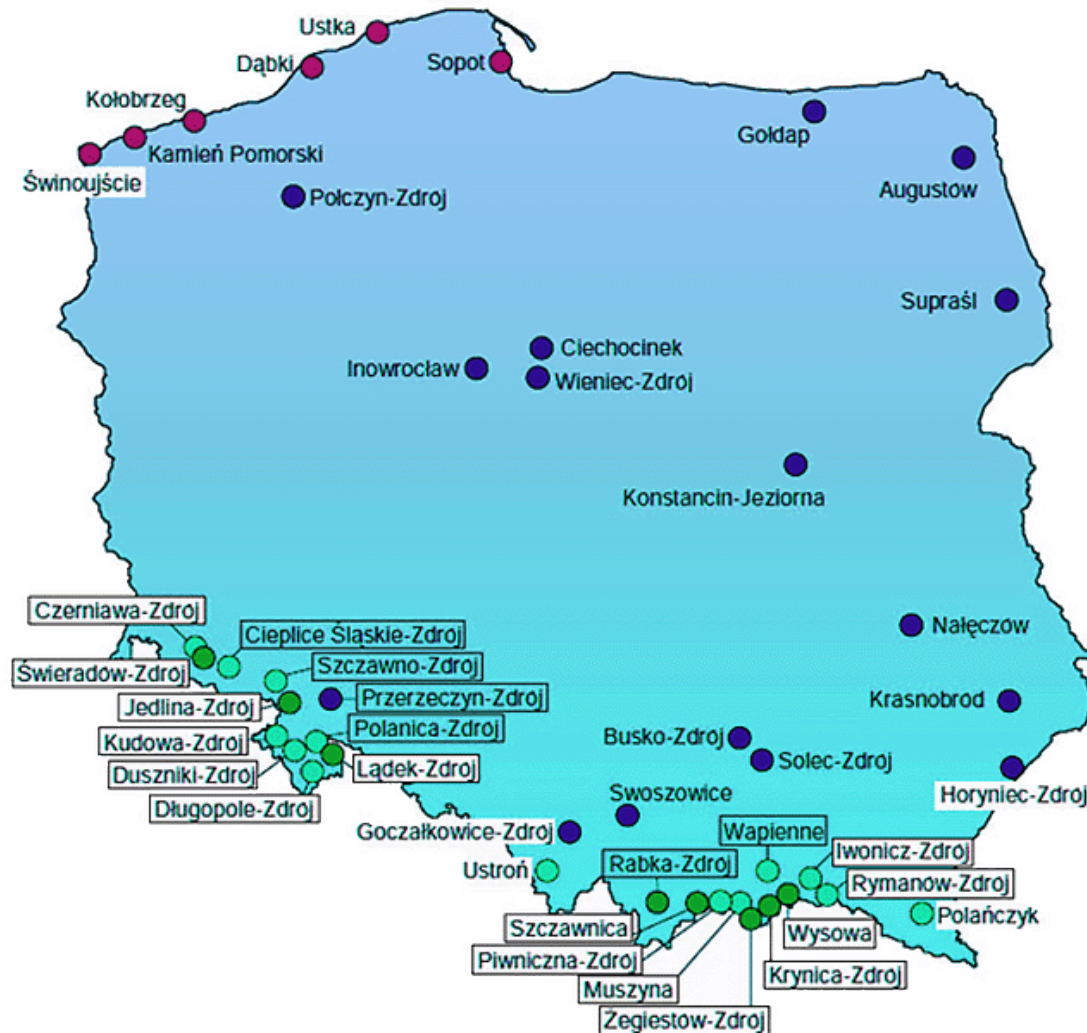 Ustka
Dąbki
Sopot
Kołobrzeg
Kamień Pomorski
Świnoujście
Gołdap
Augustów
Połczyn-Zdrój
Supraśl
Ciechocinek
Inowrocław
Wieniec-Zdrój
Konstancin-Jeziorna
Czerniawa-Zdrój
Cieplice Śląskie-Zdrój
Nałęczów
Świeradów-Zdrój
Szczawno-Zdrój
Jedlina-Zdrój
Przerzeczyn-Zdrój
Krasnobród
Kudowa-Zdrój
Polanica-Zdrój
Busko-Zdrój
Duszniki-Zdrój
Lądek-Zdrój
Solec-Zdrój
Długopole-Zdrój
Horyniec-Zdrój
Swoszowice
Goczałkowice-Zdrój
Wapienne
Ustroń
Rabka-Zdrój
Iwonicz-Zdrój
Rymanów-Zdrój
Szczawnica
Polańczyk
Piwniczna-Zdrój
Wysowa
Muszyna
Krynica-Zdrój
Żegiestów-Zdrój